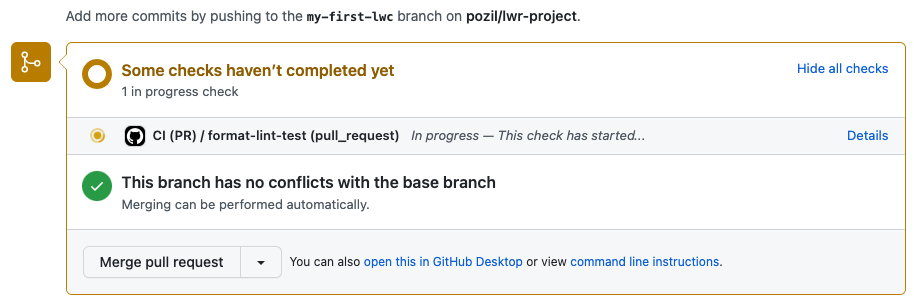 Add more commits by pushing to the my-first-lwc branch on pozil/lwr-project.
Some checks haven’t completed yet
Hide all checks
1 in progress check
CI (PR) / format-lint-test (pull_request) In progress — This check has started...
Details
This branch has no conflicts with the base branch
Merging can be performed automatically.
Merge pull request
You can also open this in GitHub Desktop or view command line instructions.